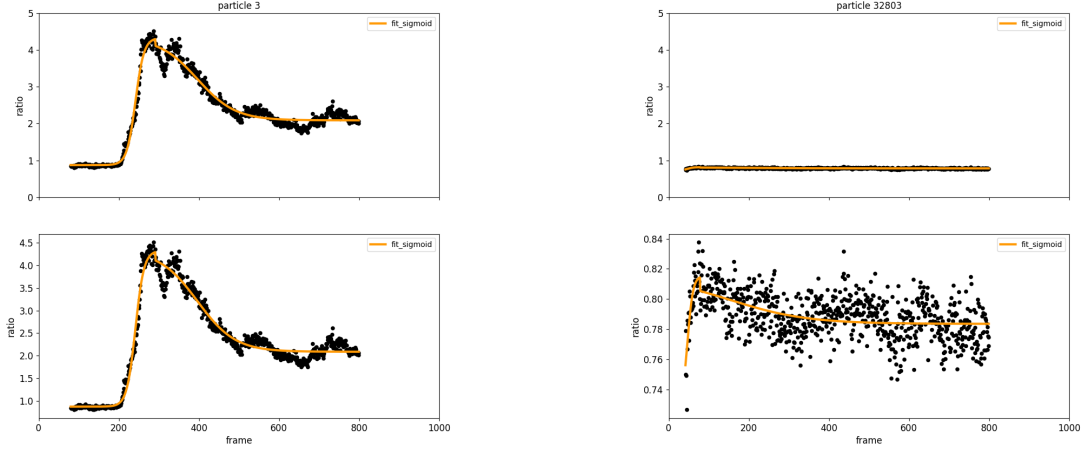 particle 3
5
4
3
2
1
0
ratio
fit_sigmoid
particle 32803
5
4
3
2
1
0
ratio
fit_sigmoid
4.5
4.0
3.5
3.0
2.5
2.0
1.5
1.0
ratio
fit_sigmoid
0 200 400 600 800 1000
frame
0.84
0.82
0.80
0.78
0.76
0.74
ratio
fit_sigmoid
0 200 400 600 800 1000
frame